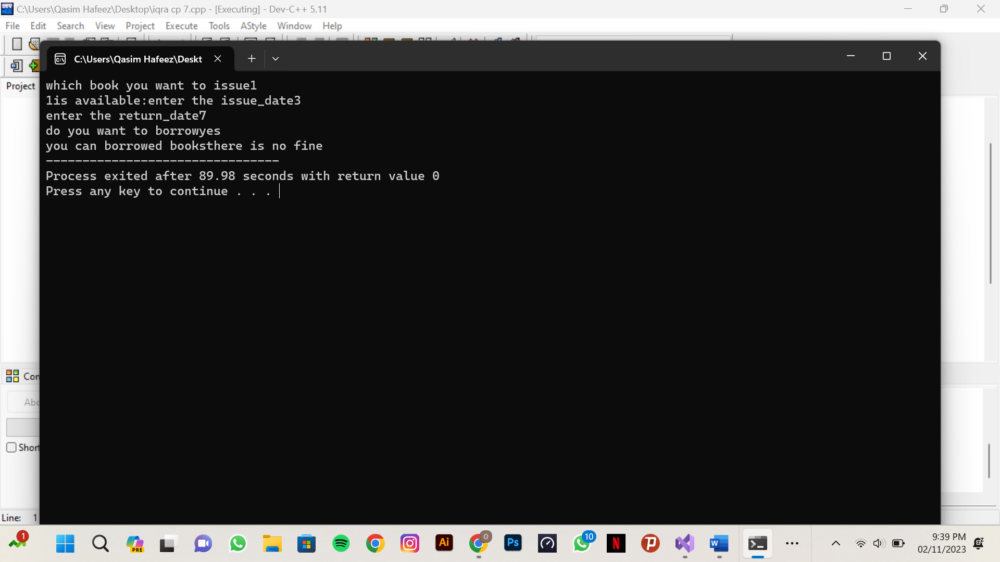 C:\Users\Qasim Hafeez\Desktop\iqra cp 7.cpp - [Executing] - Dev-C++ 5.11
File Edit Search View Project Execute Tools AStyle Window Help
C:\Users\Qasim Hafeez\Deskt
Project
which book you want to issue1
1is available:enter the issue_date3
enter the return_date7
do you want to borrowyes
you can borrowed booksthere is no fine
--------------------------------
Process exited after 89.98 seconds with return value 0
Press any key to continue . . .
Con
Abo
Short
Line: 1
1
PRE
Ai
0
Ps
10
N
W
9:39 PM
02/11/2023